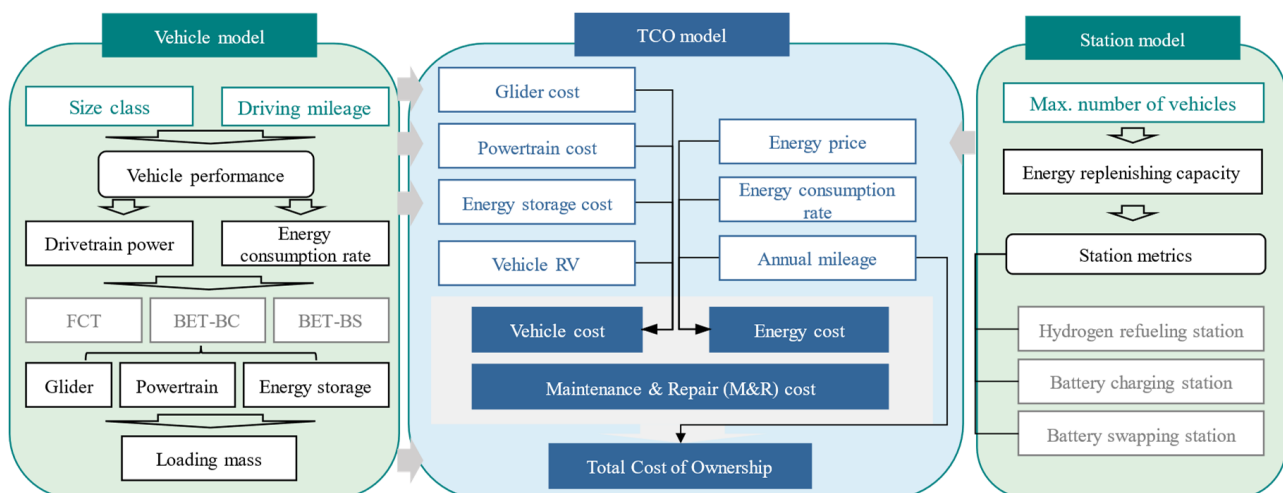 Vehicle model
Size class
Driving mileage
Vehicle performance
Drivetrain power
Energy
consumption rate
FCT
BET-BC
BET-BS
Glider
Powertrain
Energy storage
Loading mass
TCO model
Glider cost
Powertrain cost
Energy storage cost
Vehicle RV
Energy price
Energy consumption
rate
Annual mileage
Vehicle cost
Energy cost
Maintenance & Repair (M&R) cost
Total Cost of Ownership
Station model
Max. number of vehicles
Energy replenishing capacity
Station metrics
Hydrogen refueling station
Battery charging station
Battery swapping station